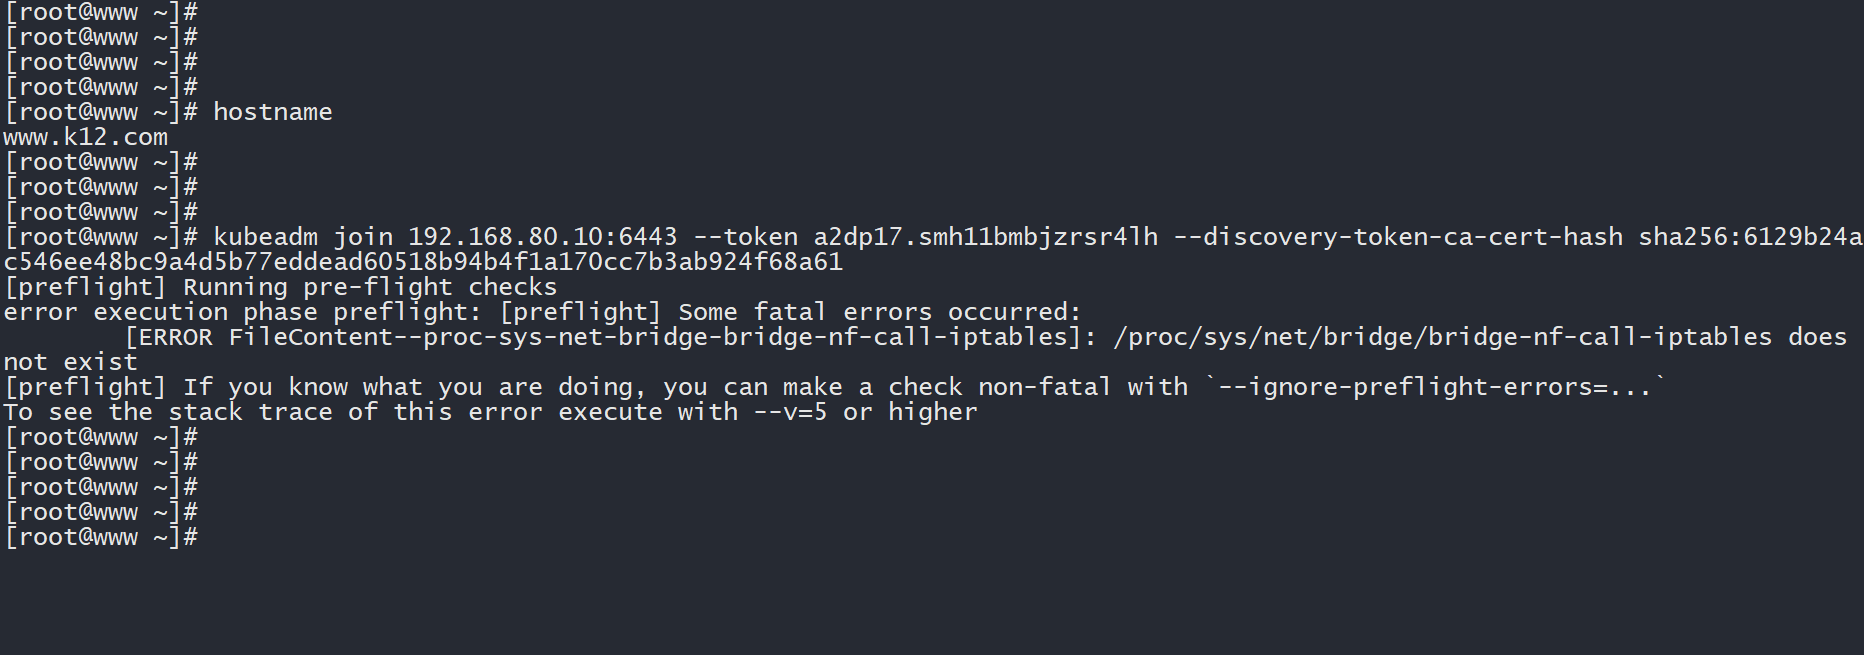 [root@www ~]#
[root@www ~]#
[root@www ~]#
[root@www ~]#
[root@www ~]# hostname
www.k12.com
[root@www ~]#
[root@www ~]#
[root@www ~]#
[root@www ~]# kubeadm join 192.168.80.10:6443 --token a2dp17.smh11bmbjzrsr4lh --discovery-token-ca-cert-hash sha256:6129b24a
c546ee48bc9a4d5b77eddead60518b94b4f1a170cc7b3ab924f68a61
[preflight] Running pre-flight checks
error execution phase preflight: [preflight] Some fatal errors occurred:
        [ERROR FileContent--proc-sys-net-bridge-bridge-nf-call-iptables]: /proc/sys/net/bridge/bridge-nf-call-iptables does
not exist
[preflight] If you know what you are doing, you can make a check non-fatal with `--ignore-preflight-errors=...`
To see the stack trace of this error execute with --v=5 or higher
[root@www ~]#
[root@www ~]#
[root@www ~]#
[root@www ~]#
[root@www ~]#